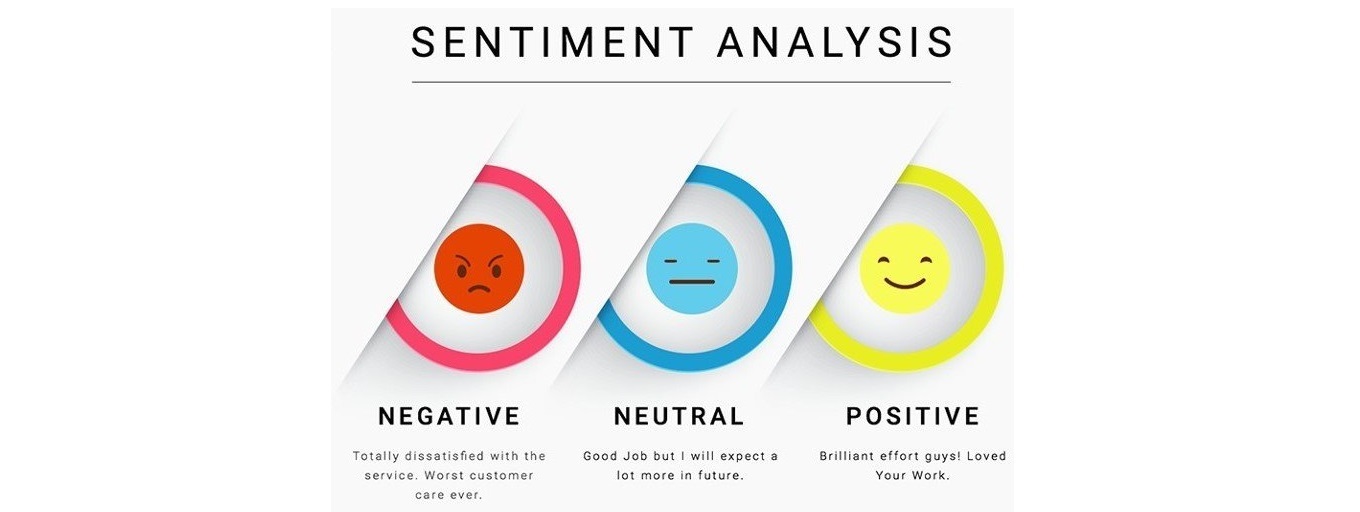 SENTIMENT ANALYSIS
NEGATIVE
Totally dissatisfied with the
service. Worst customer
care ever.
NEUTRAL
Good Job but I will expect a
lot more in future.
POSITIVE
Brilliant effort guys! Loved
Your Work.